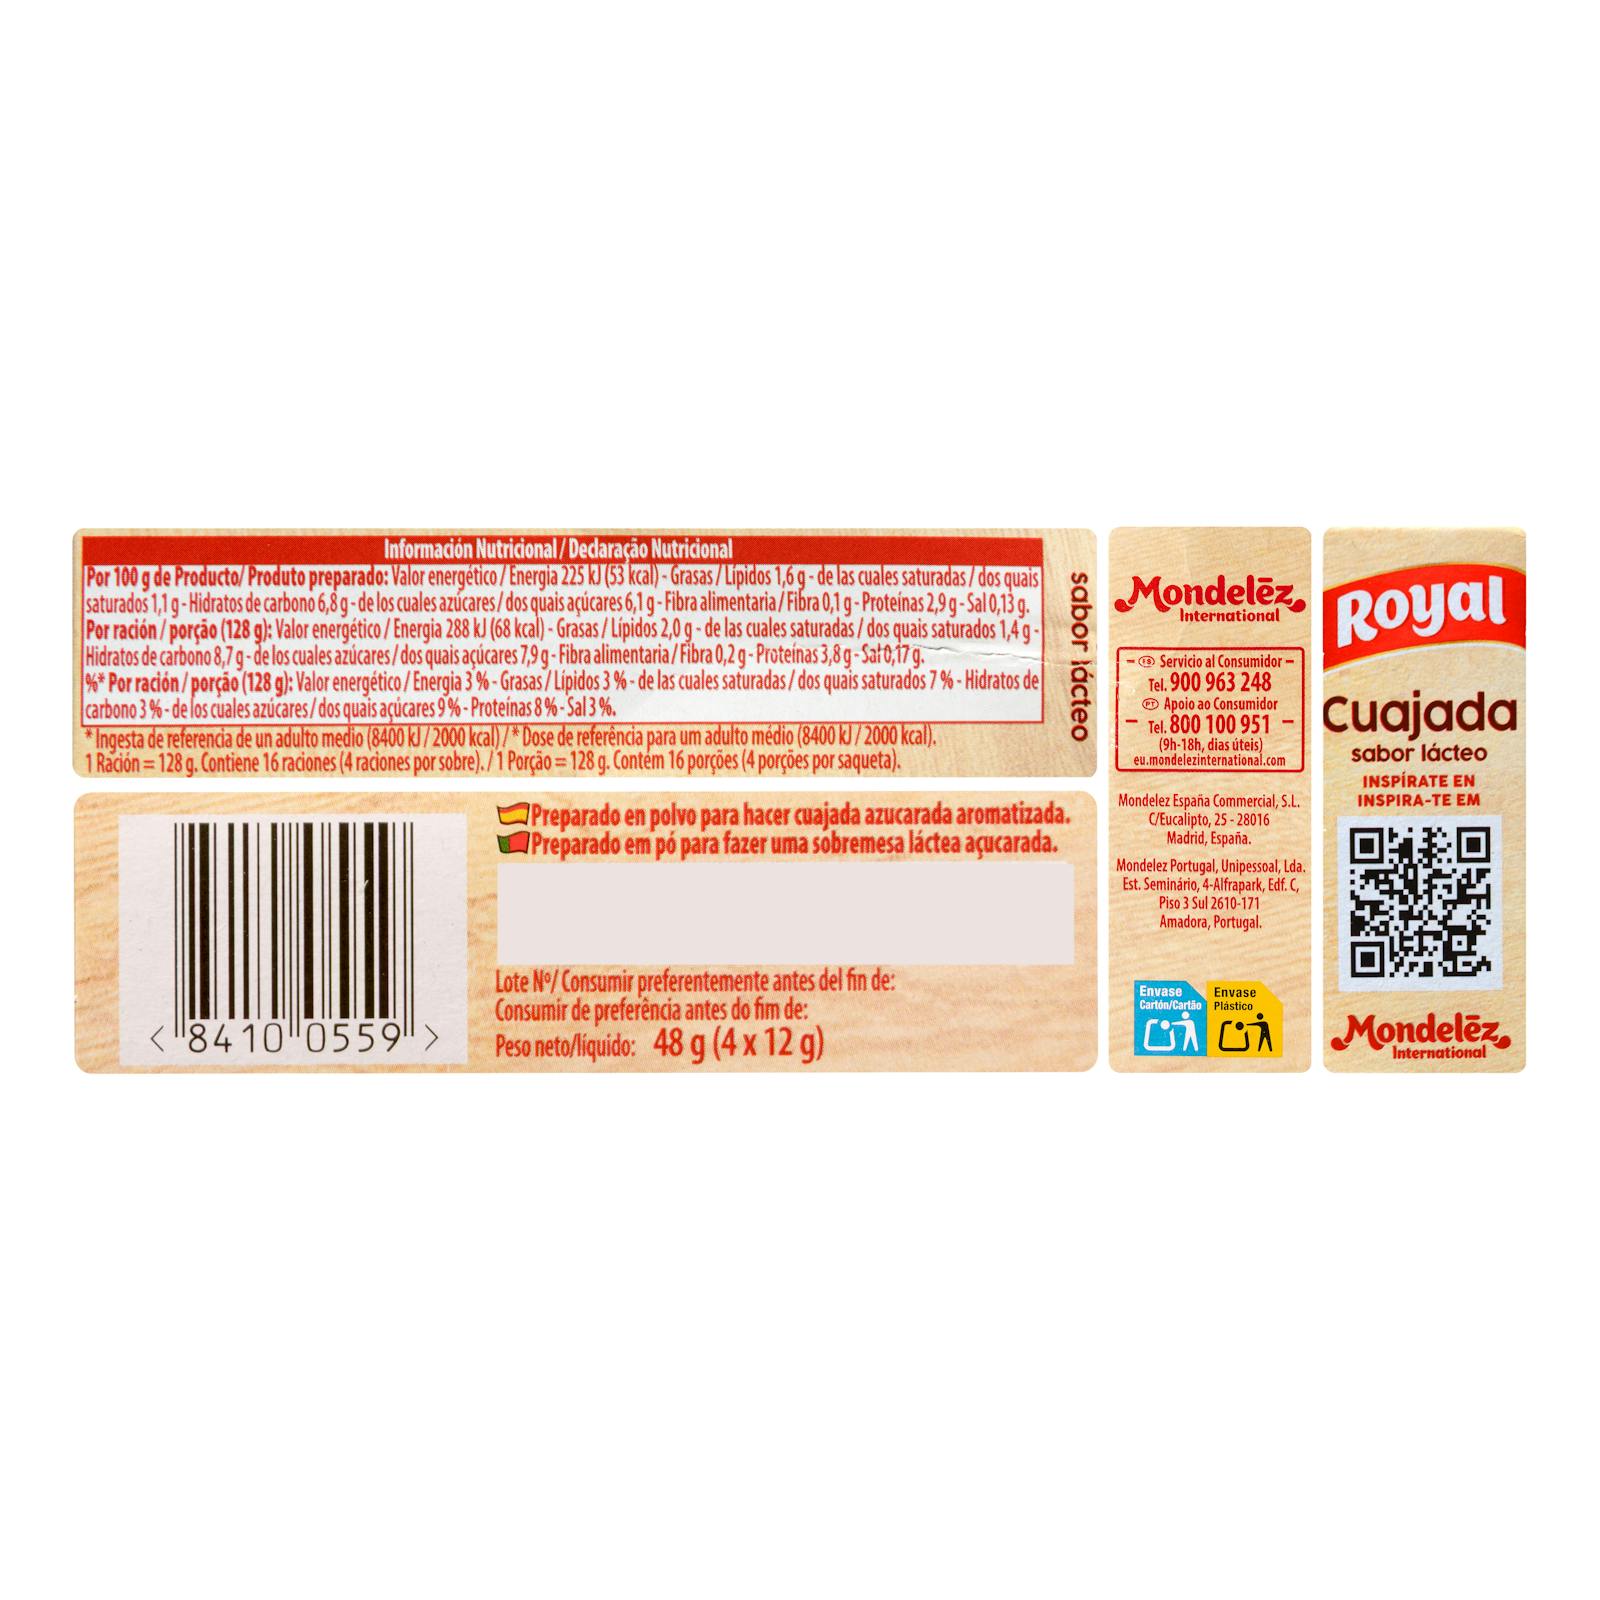 Información Nutricional / Declaração Nutricional
Por 100 g de Producto/ Produto preparado: Valor energético / Energia 225 kJ (53 kcal) - Grasas / Lípidos 1,6 g - de las cuales saturadas / dos quais
saturados 1,1 g - Hidratos de carbono 6,8 g - de los cuales azúcares / dos quais açúcares 6,1 g - Fibra alimentaria / Fibra 0,1 g - Proteínas 2,9 g - Sal 0,13 g.
Por ración / porção (128 g): Valor energético / Energia 288 kJ (68 kcal) - Grasas / Lípidos 2,0 g - de las cuales saturadas / dos quais saturados 1,4 g -
Hidratos de carbono 8,7 g - de los cuales azúcares / dos quais açúcares 7,9 g - Fibra alimentaria / Fibra 0,2 g - Proteínas 3,8 g - Sal 0,17 g.
%* Por ración / porção (128 g): Valor energético / Energia 3 % - Grasas / Lípidos 3 % - de las cuales saturadas / dos quais saturados 7 % - Hidratos de
carbono 3 % - de los cuales azúcares / dos quais açúcares 9 % - Proteínas 8 % - Sal 3 %.
* Ingesta de referencia de un adulto medio (8400 kJ / 2000 kcal) / * Dose de referência para um adulto médio (8400 kJ / 2000 kcal).
1 Ración = 128 g. Contiene 16 raciones (4 raciones por sobre). / 1 Porção = 128 g. Contém 16 porções (4 porções por saqueta).
sabor lácteo
Preparado en polvo para hacer cuajada azucarada aromatizada.
Preparado em pó para fazer uma sobremesa láctea açucarada.
Lote Nº/ Consumir preferentemente antes del fin de:
Consumir de preferência antes do fim de:
Peso neto/líquido: 48 g (4 x 12 g)
< 8410 0559 >
Mondelēz
International
ES Servicio al Consumidor
Tel. 900 963 248
PT Apoio ao Consumidor
Tel. 800 100 951
(9h-18h, dias úteis)
eu.mondelezinternational.com
Mondelez España Commercial, S.L.
C/Eucalipto, 25 - 28016
Madrid, España.
Mondelez Portugal, Unipessoal, Lda.
Est. Seminário, 4-Alfrapark, Edf. C,
Piso 3 Sul 2610-171
Amadora, Portugal.
Envase
Cartón/Cartão
Envase
Plástico
Royal
Cuajada
sabor lácteo
INSPÍRATE EN
INSPIRA-TE EM
Mondelēz
International